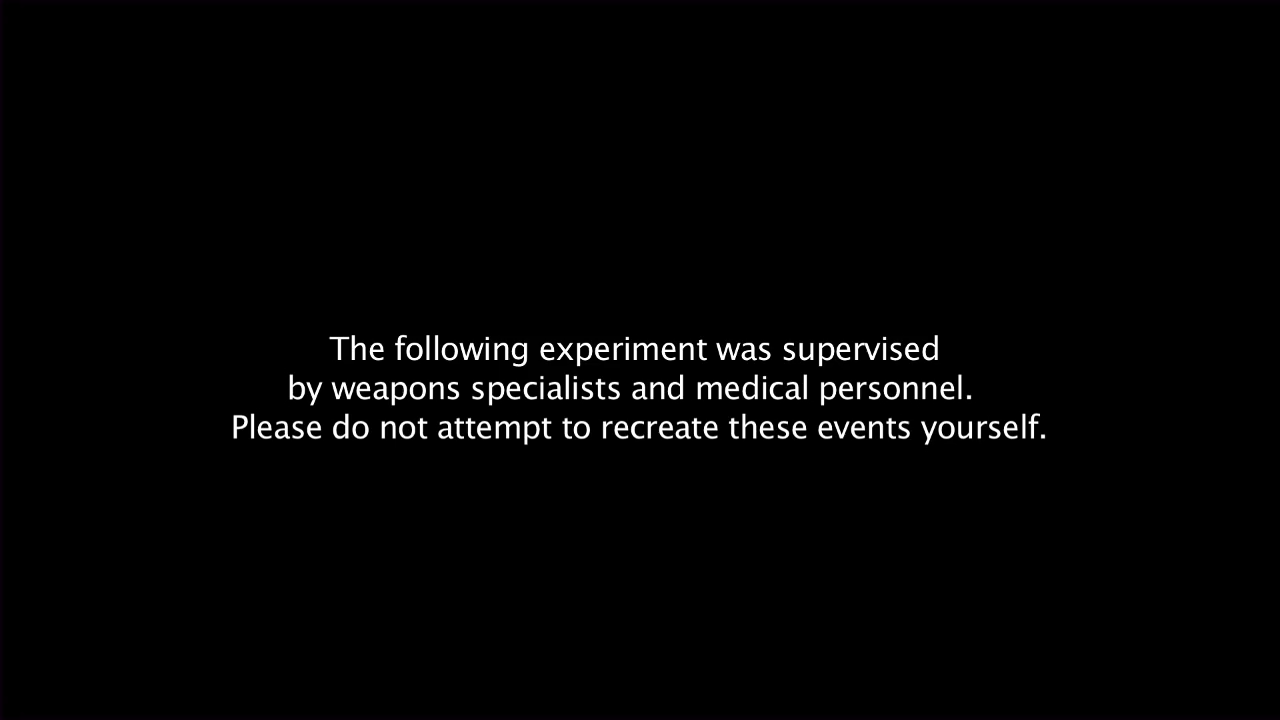 The following experiment was supervised
by weapons specialists and medical personnel.
Please do not attempt to recreate these events yourself.